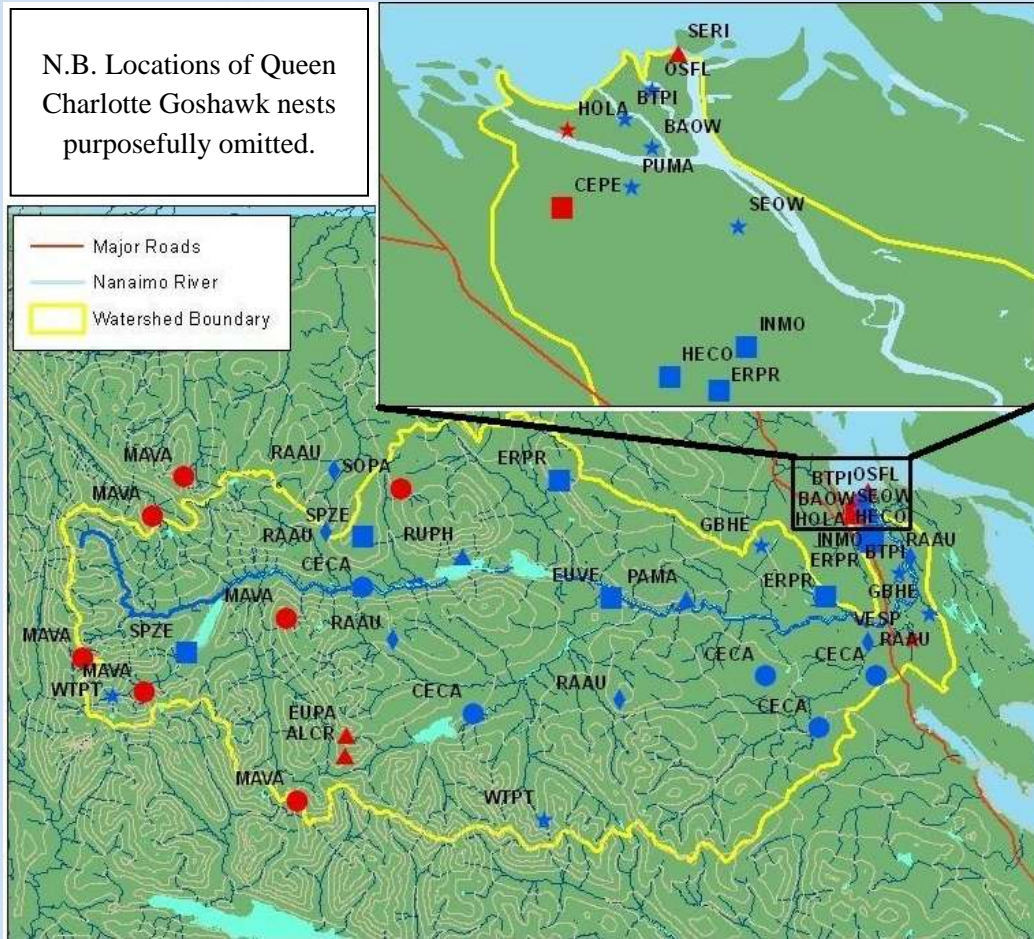 N.B. Locations of Queen
Charlotte Goshawk nests
purposefully omitted.
SERI
OSFL
BTPI
HOLA
BAOW
PUMA
CEPE
SEOW
INMO
HECO
ERPR
Major Roads
Nanaimo River
Watershed Boundary
MAVA
RAAU
SOPA
ERPR
MAVA
BTPI OSFL
BAOW SEOW
HOLA HECO
SPZE
GBHE
RAAU
RUPH
INMO
BTPI
RAAU
ERPR
CECA
EUVE
PAMA
ERPR
GBHE
MAVA
VESP
RAAU
RAAU
MAVA
SPZE
CECA
CECA
MAVA
WTPT
CECA
RAAU
CECA
EUPA
ALCR
MAVA
WTPT